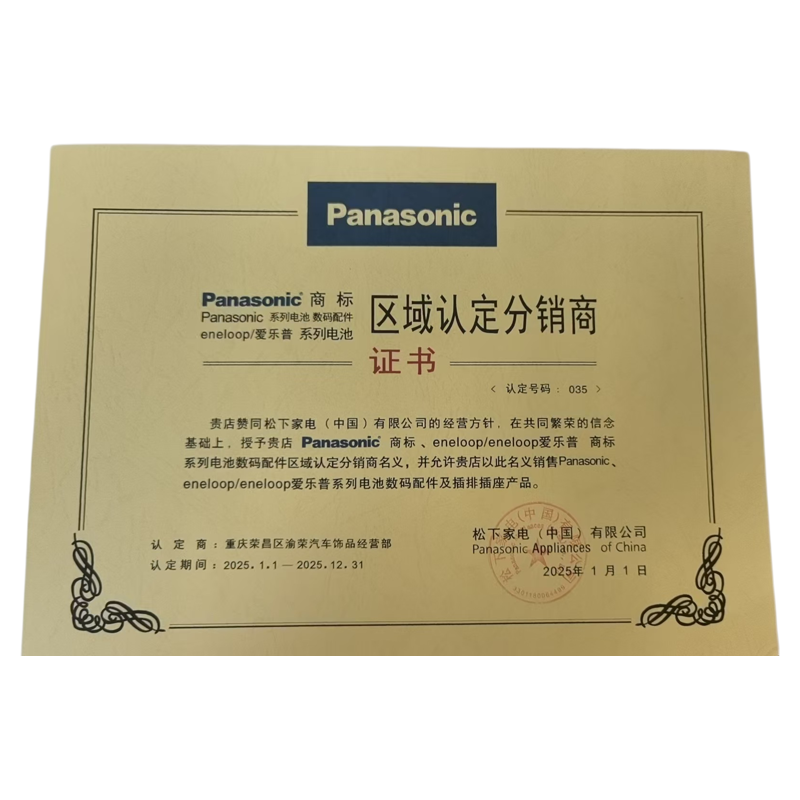 Panasonic
Panasonic® 商标
Panasonic 系列电池 数码配件
eneloop/爱乐普 系列电池
区域认定分销商
证书
< 认定号码 : 035 >
贵店赞同松下家电（中国）有限公司的经营方针，在共同繁荣的信念
基础上，授予贵店 Panasonic® 商标、eneloop/eneloop爱乐普 商标
系列电池数码配件区域认定分销商名义，并允许贵店以此名义销售Panasonic、
eneloop/eneloop爱乐普系列电池数码配件及插排插座产品。
认 定 商：重庆荣昌区渝荣汽车饰品经营部
认定期间：2025.1.1—2025.12.31
松下家电（中国）有限公司
Panasonic Appliances of China
2025年 1 月 1 日
松下家电(中国)有限公司